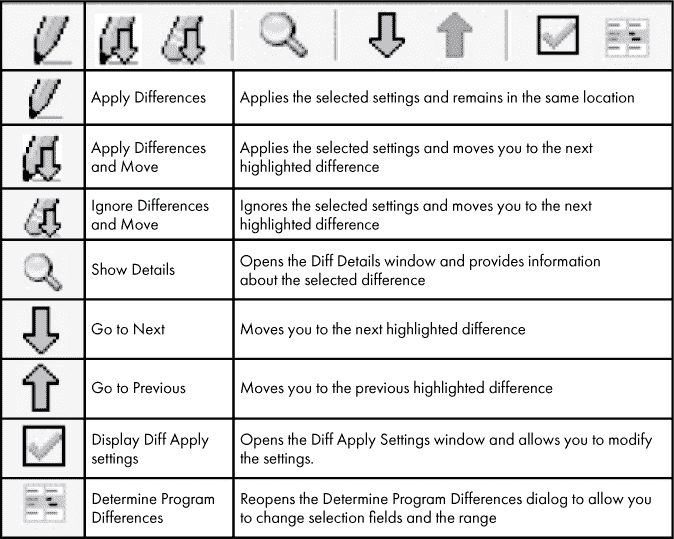 Apply Differences
Applies the selected settings and remains in the same location
Apply Differences
and Move
Applies the selected settings and moves you to the next
highlighted difference
Ignore Differences
and Move
Ignores the selected settings and moves you to the next
highlighted difference
Show Details
Opens the Diff Details window and provides information
about the selected difference
Go to Next
Moves you to the next highlighted difference
Go to Previous
Moves you to the previous highlighted difference
Display Diff Apply
settings
Opens the Diff Apply Settings window and allows you to modify
the settings.
Determine Program
Differences
Reopens the Determine Program Differences dialog to allow you
to change selection fields and the range